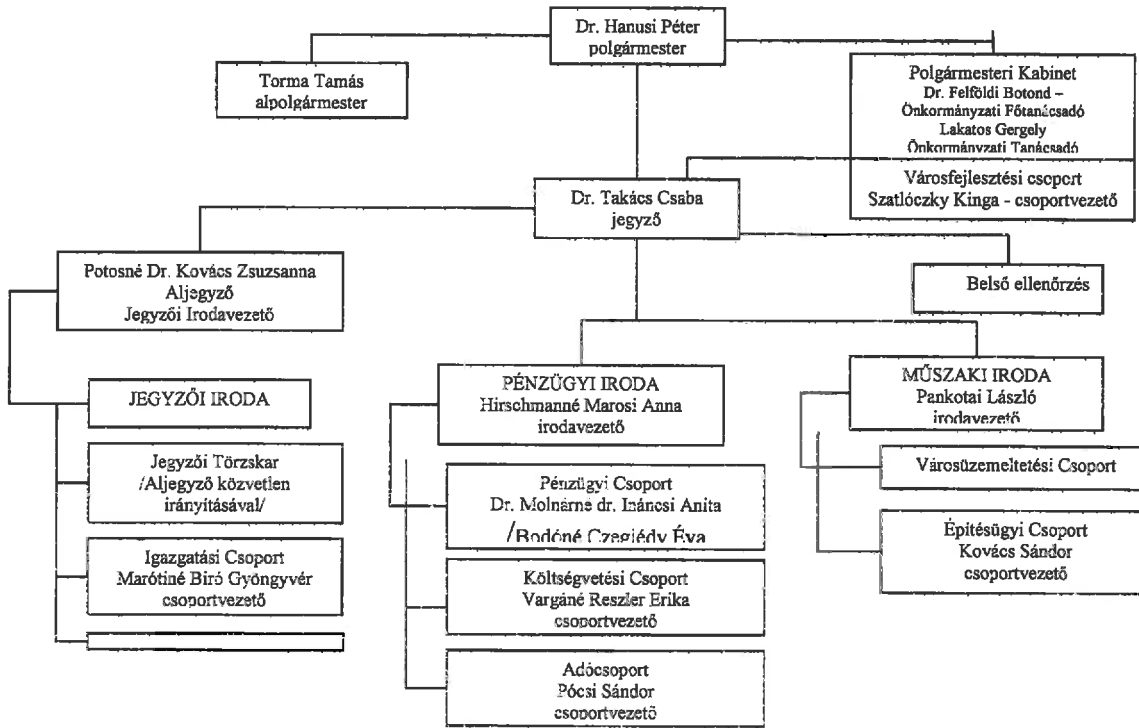 Dr. Hanusi Péter
polgármester
Torma Tamás
alpolgármester
Polgármesteri Kabinet
Dr. Felföldi Botond –
Önkormányzati Főtanácsadó
Lakatos Gergely
Önkormányzati Tanácsadó
Városfejlesztési csoport
Szatlóczky Kinga - csoportvezető
Dr. Takács Csaba
jegyző
Potosné Dr. Kovács Zsuzsanna
Aljegyző
Jegyzői Irodavezető
Belső ellenőrzés
JEGYZŐI IRODA
Jegyzői Törzskar
/Aljegyző közvetlen
irányításával/
Igazgatási Csoport
Marótiné Bíró Gyöngyvér
csoportvezető
PÉNZÜGYI IRODA
Hirschmanné Marosi Anna
irodavezető
Pénzügyi Csoport
Dr. Molnárné dr. Anita
/Bodóné Czeglédy Éva
Költségvetési Csoport
Vargáné Reszler Erika
csoportvezető
Adócsoport
Pócsi Sándor
csoportvezető
MŰSZAKI IRODA
Pankotai László
irodavezető
Városüzemeltetési Csoport
Építésügyi Csoport
Kovács Sándor
csoportvezető